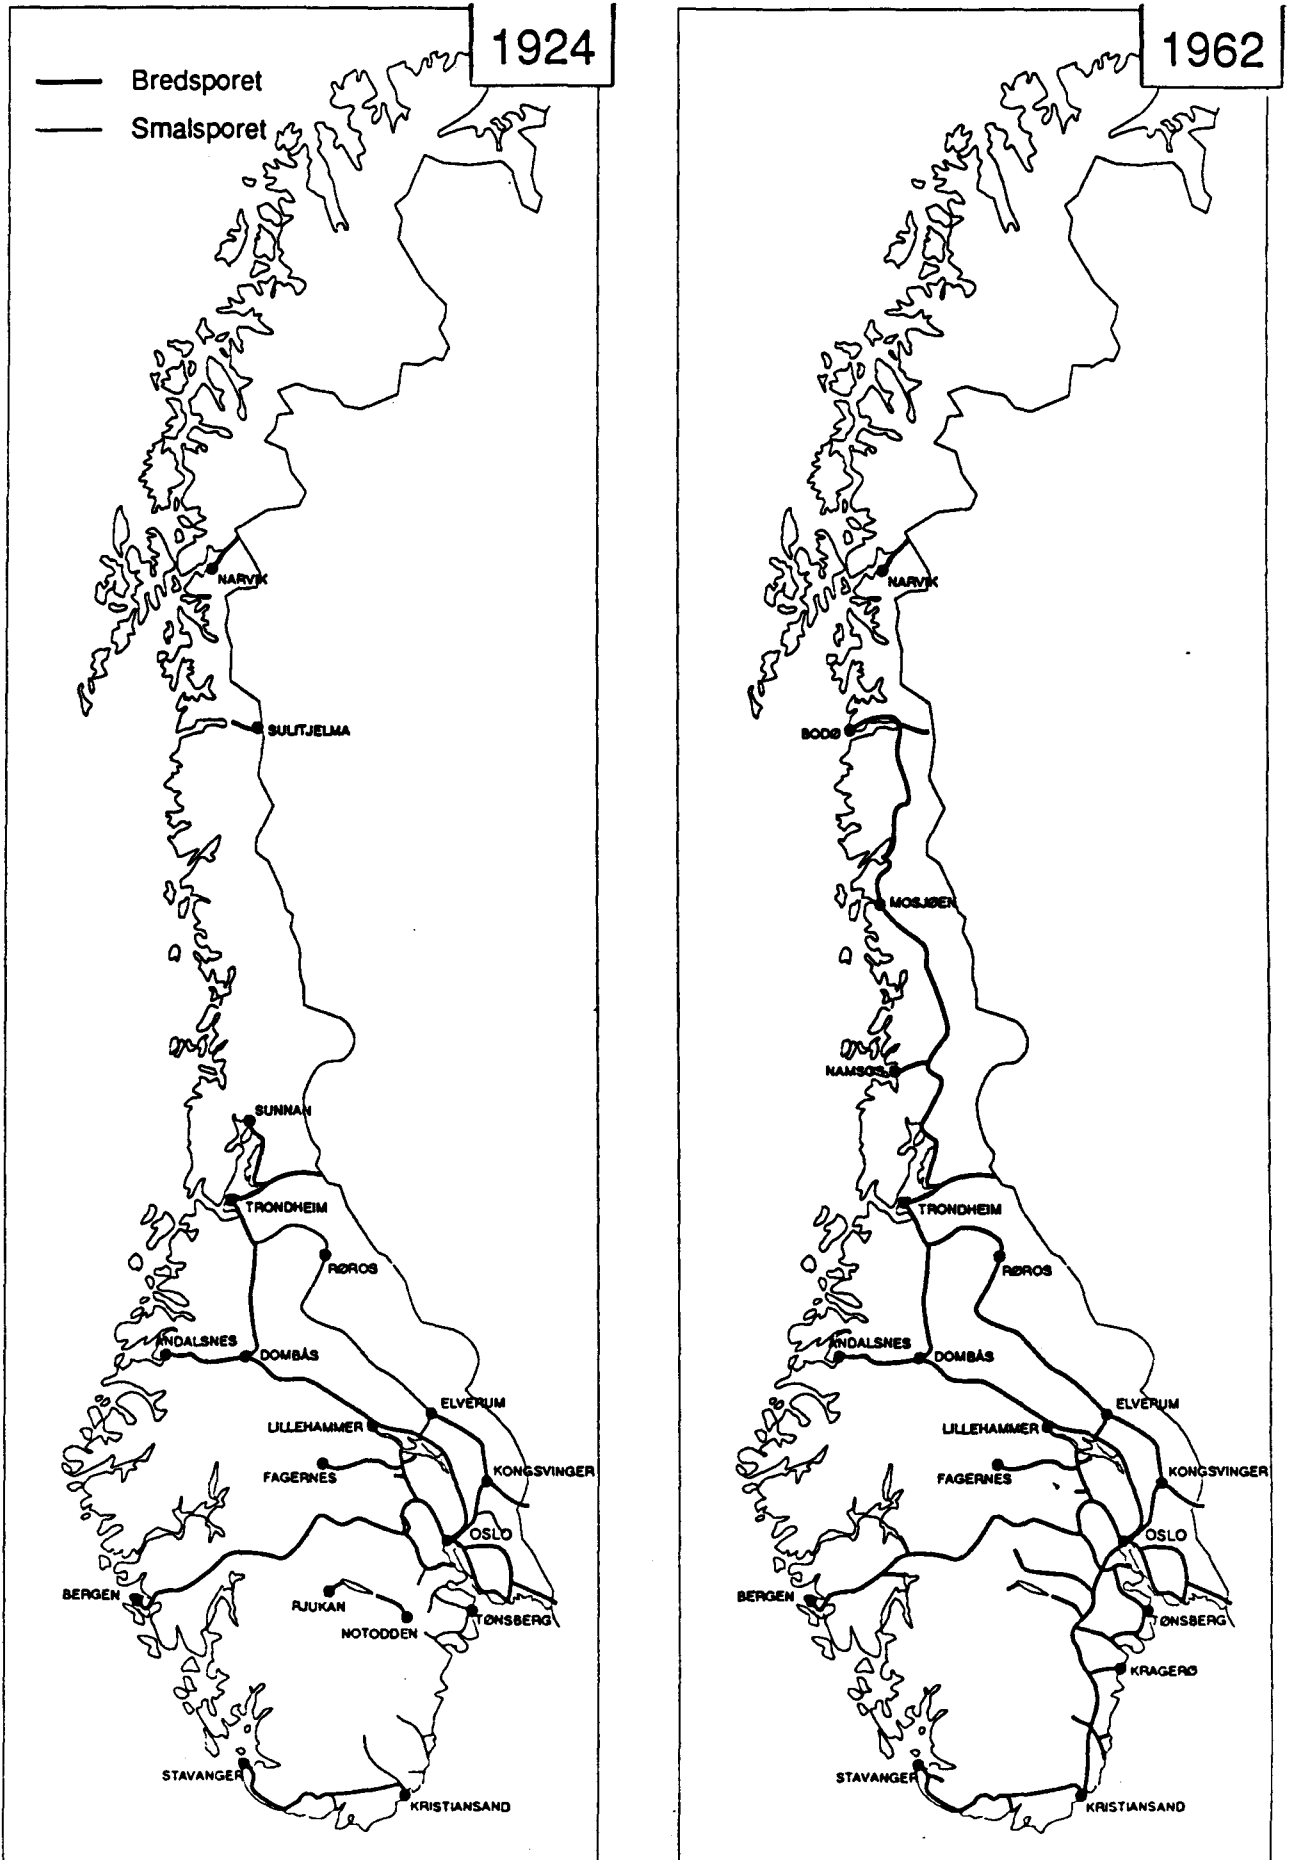 1924
Bredsporet
Smalsporet
NARVIK
SULITJELMA
SUNNAN
TRONDHEIM
RØROS
ANDALSNES
DOMBÅS
ELVERUM
LILLEHAMMER
FAGERNES
KONGSVINGER
OSLO
BERGEN
RJUKAN
NOTODDEN
TØNSBERG
STAVANGER
KRISTIANSAND
1962
NARVIK
BODØ
MOSJØEN
NAMSOS
TRONDHEIM
RØROS
ANDALSNES
DOMBÅS
ELVERUM
LILLEHAMMER
FAGERNES
KONGSVINGER
OSLO
BERGEN
TØNSBERG
KRAGERØ
STAVANGER
KRISTIANSAND